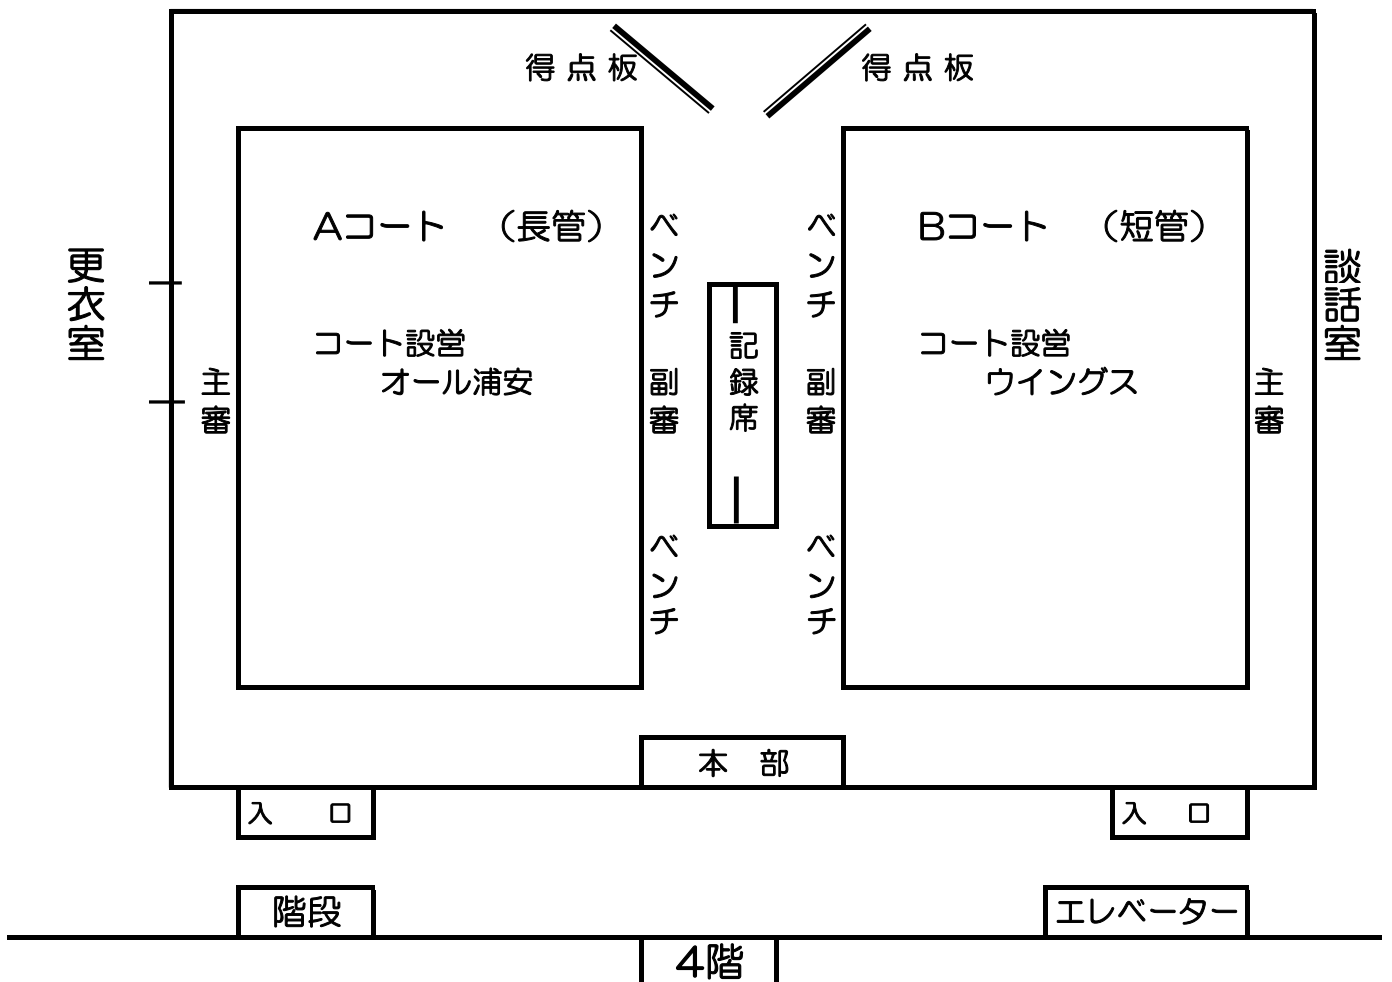 得点板
得点板
Aコート　（長管）
Bコート　（短管）
ベンチ
ベンチ
更衣室
談話室
コート設営
オール浦安
コート設営
ウイングス
記録席
主審
副審
副審
主審
ベンチ
ベンチ
本　部
入　口
入　口
階段
エレベーター
4階